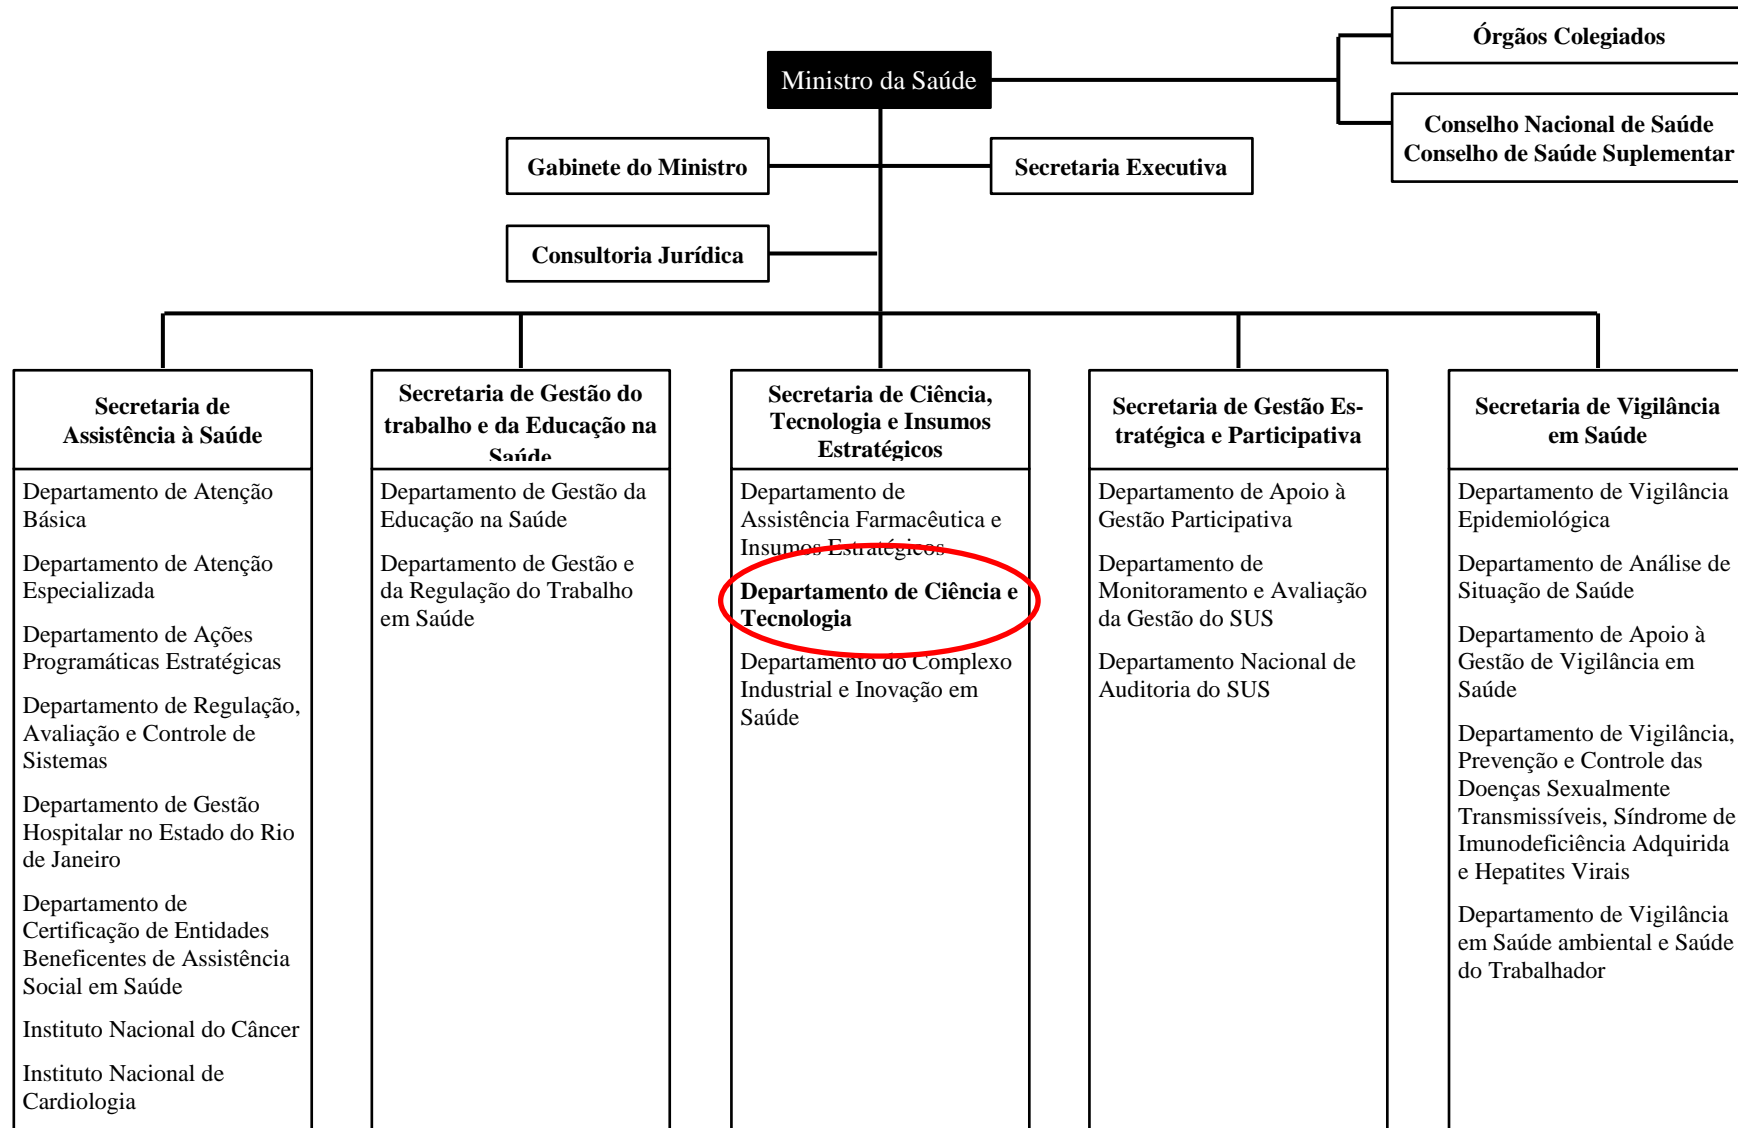 Órgãos Colegiados
Ministro da Saúde
Conselho Nacional de Saúde
Conselho de Saúde Suplementar
Gabinete do Ministro
Secretaria Executiva
Consultoria Jurídica
Secretaria de
Assistência à Saúde
Departamento de Atenção
Básica
Departamento de Atenção
Especializada
Departamento de Ações
Programáticas Estratégicas
Departamento de Regulação,
Avaliação e Controle de
Sistemas
Departamento de Gestão
Hospitalar no Estado do Rio
de Janeiro
Departamento de
Certificação de Entidades
Beneficentes de Assistência
Social em Saúde
Instituto Nacional do Câncer
Instituto Nacional de
Cardiologia
Secretaria de Gestão do
trabalho e da Educação na
Saúde
Departamento de Gestão da
Educação na Saúde
Departamento de Gestão e
da Regulação do Trabalho
em Saúde
Secretaria de Ciência,
Tecnologia e Insumos
Estratégicos
Departamento de
Assistência Farmacêutica e
Insumos Estratégicos
Departamento de Ciência e
Tecnologia
Departamento do Complexo
Industrial e Inovação em
Saúde
Secretaria de Gestão Es-
tratégica e Participativa
Departamento de Apoio à
Gestão Participativa
Departamento de
Monitoramento e Avaliação
da Gestão do SUS
Departamento Nacional de
Auditoria do SUS
Secretaria de Vigilância
em Saúde
Departamento de Vigilância
Epidemiológica
Departamento de Análise de
Situação de Saúde
Departamento de Apoio à
Gestão de Vigilância em
Saúde
Departamento de Vigilância,
Prevenção e Controle das
Doenças Sexualmente
Transmissíveis, Síndrome de
Imunodeficiência Adquirida
e Hepatites Virais
Departamento de Vigilância
em Saúde ambiental e Saúde
do Trabalhador